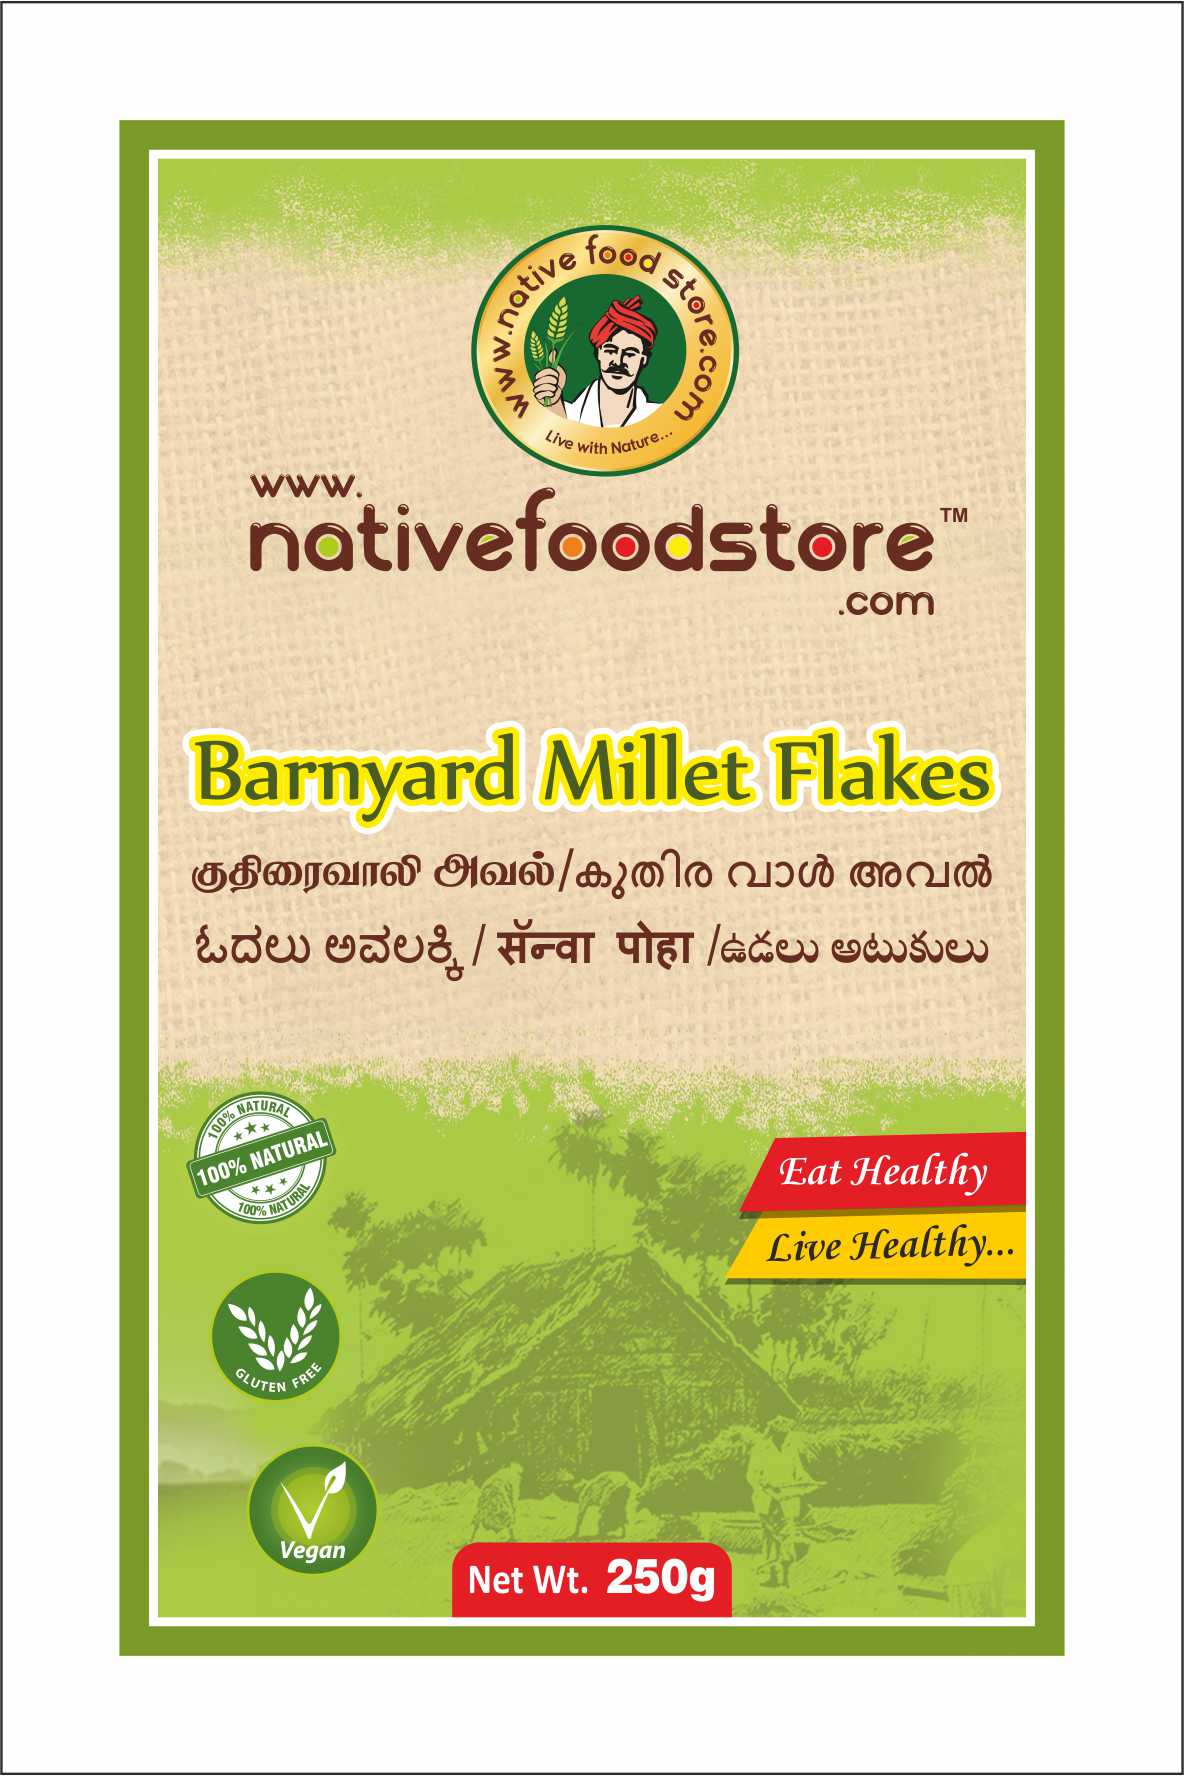 www.native food store.com
Live with Nature...
www.
nativefoodstore™
.com
Barnyard Millet Flakes
குதிரைவாலி அவல்/കുതിര വാൾ അവൽ
ಓದಲು ಅವಲಕ್ಕಿ / सॅन्वा पोहा /ఉడలు అటుకులు
100% NATURAL
100% NATURAL
100% NATURAL
Eat Healthy
Live Healthy...
GLUTEN FREE
Vegan
Net Wt. 250g